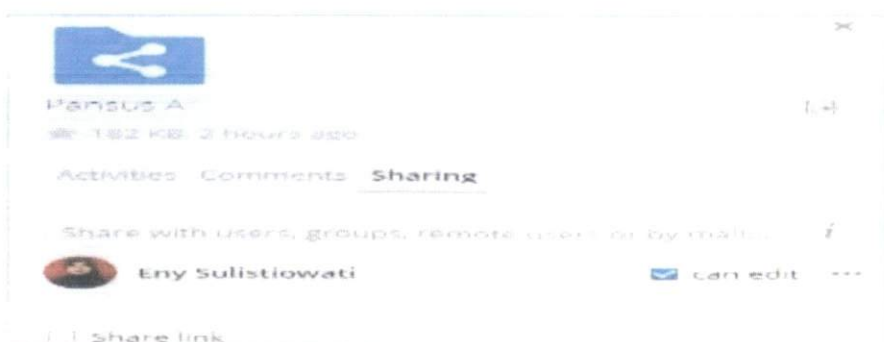 Pansus A
182 KB, 2 hours ago
Activities Comments Sharing
Share with users, groups, remote users or by mail...
Eny Sulistiowati can edit ...
Share link